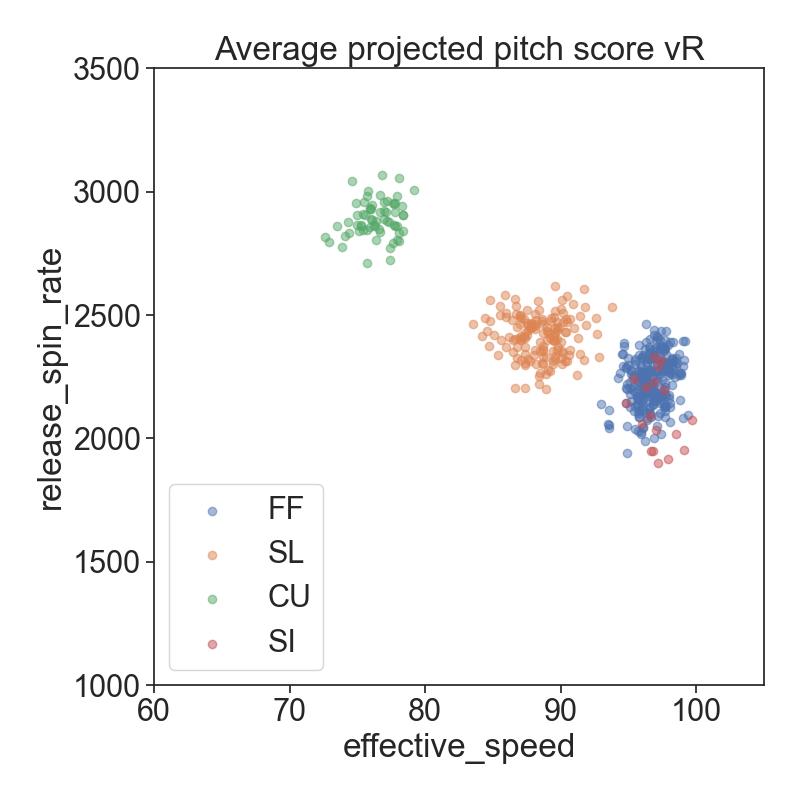 Average projected pitch score vR
3500
3000
2500
2000
1500
1000
release_spin_rate
FF
SL
CU
SI
60 70 80 90 100
effective_speed